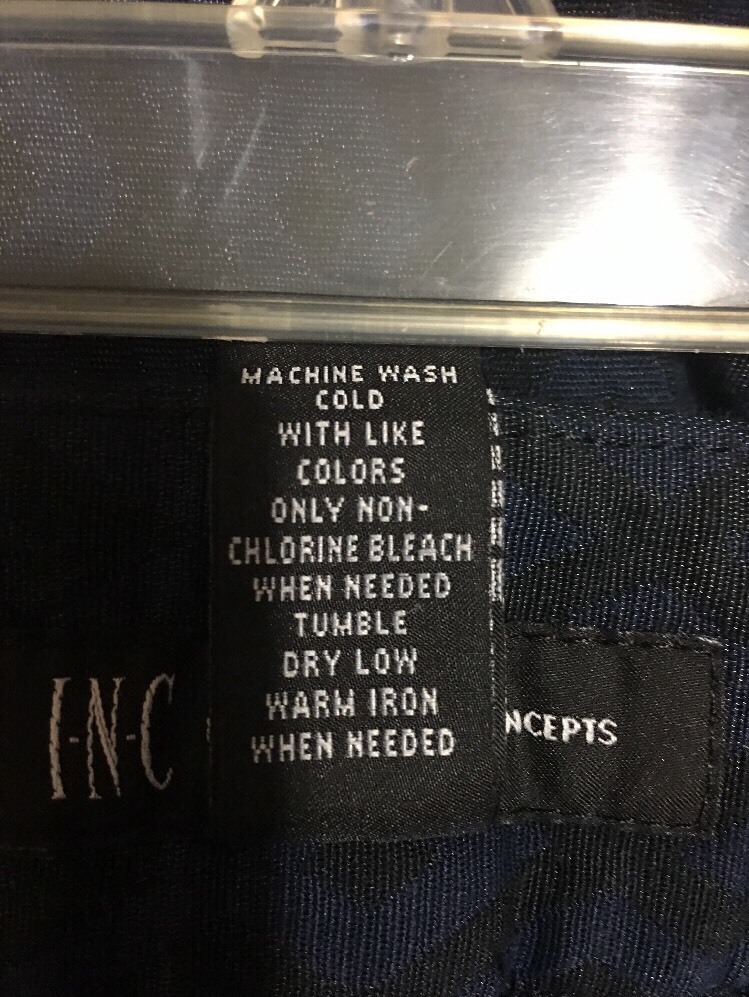 MACHINE WASH
COLD
WITH LIKE
COLORS
ONLY NON-
CHLORINE BLEACH
WHEN NEEDED
TUMBLE
DRY LOW
WARM IRON
WHEN NEEDED
I·N·C
NCEPTS